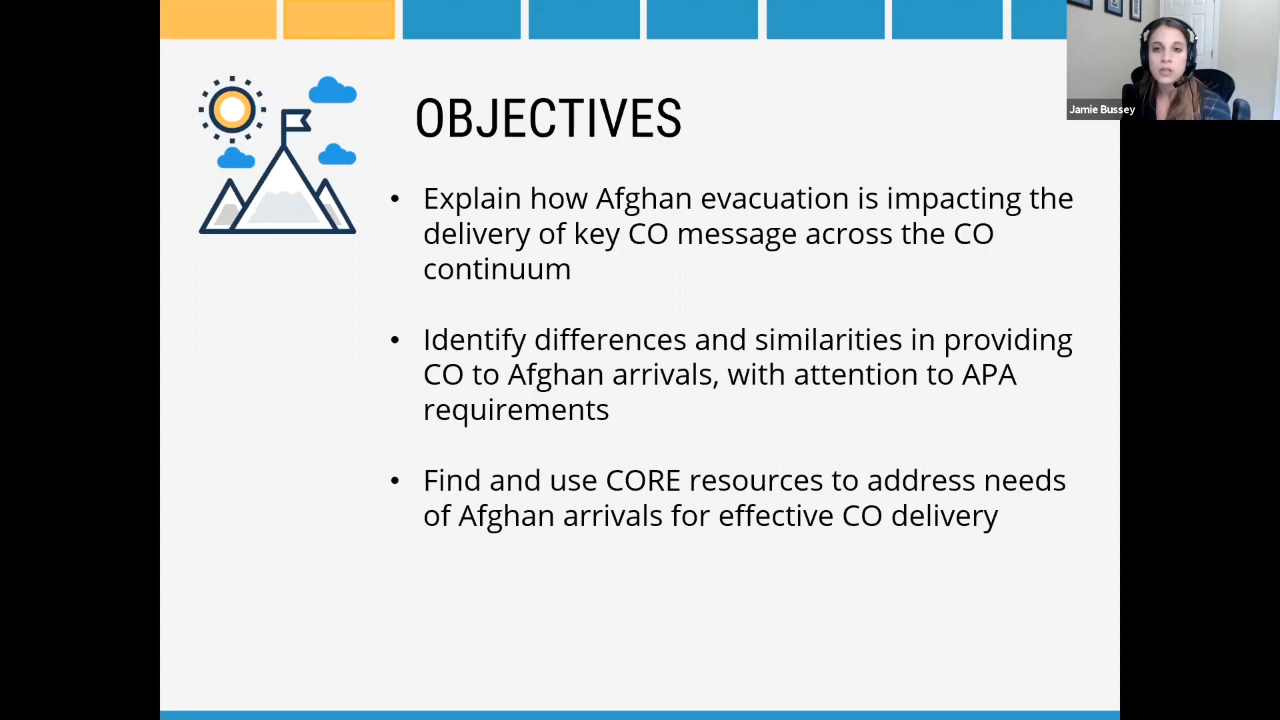 OBJECTIVES
Jamie Bussey
• Explain how Afghan evacuation is impacting the
delivery of key CO message across the CO
continuum
• Identify differences and similarities in providing
CO to Afghan arrivals, with attention to APA
requirements
• Find and use CORE resources to address needs
of Afghan arrivals for effective CO delivery